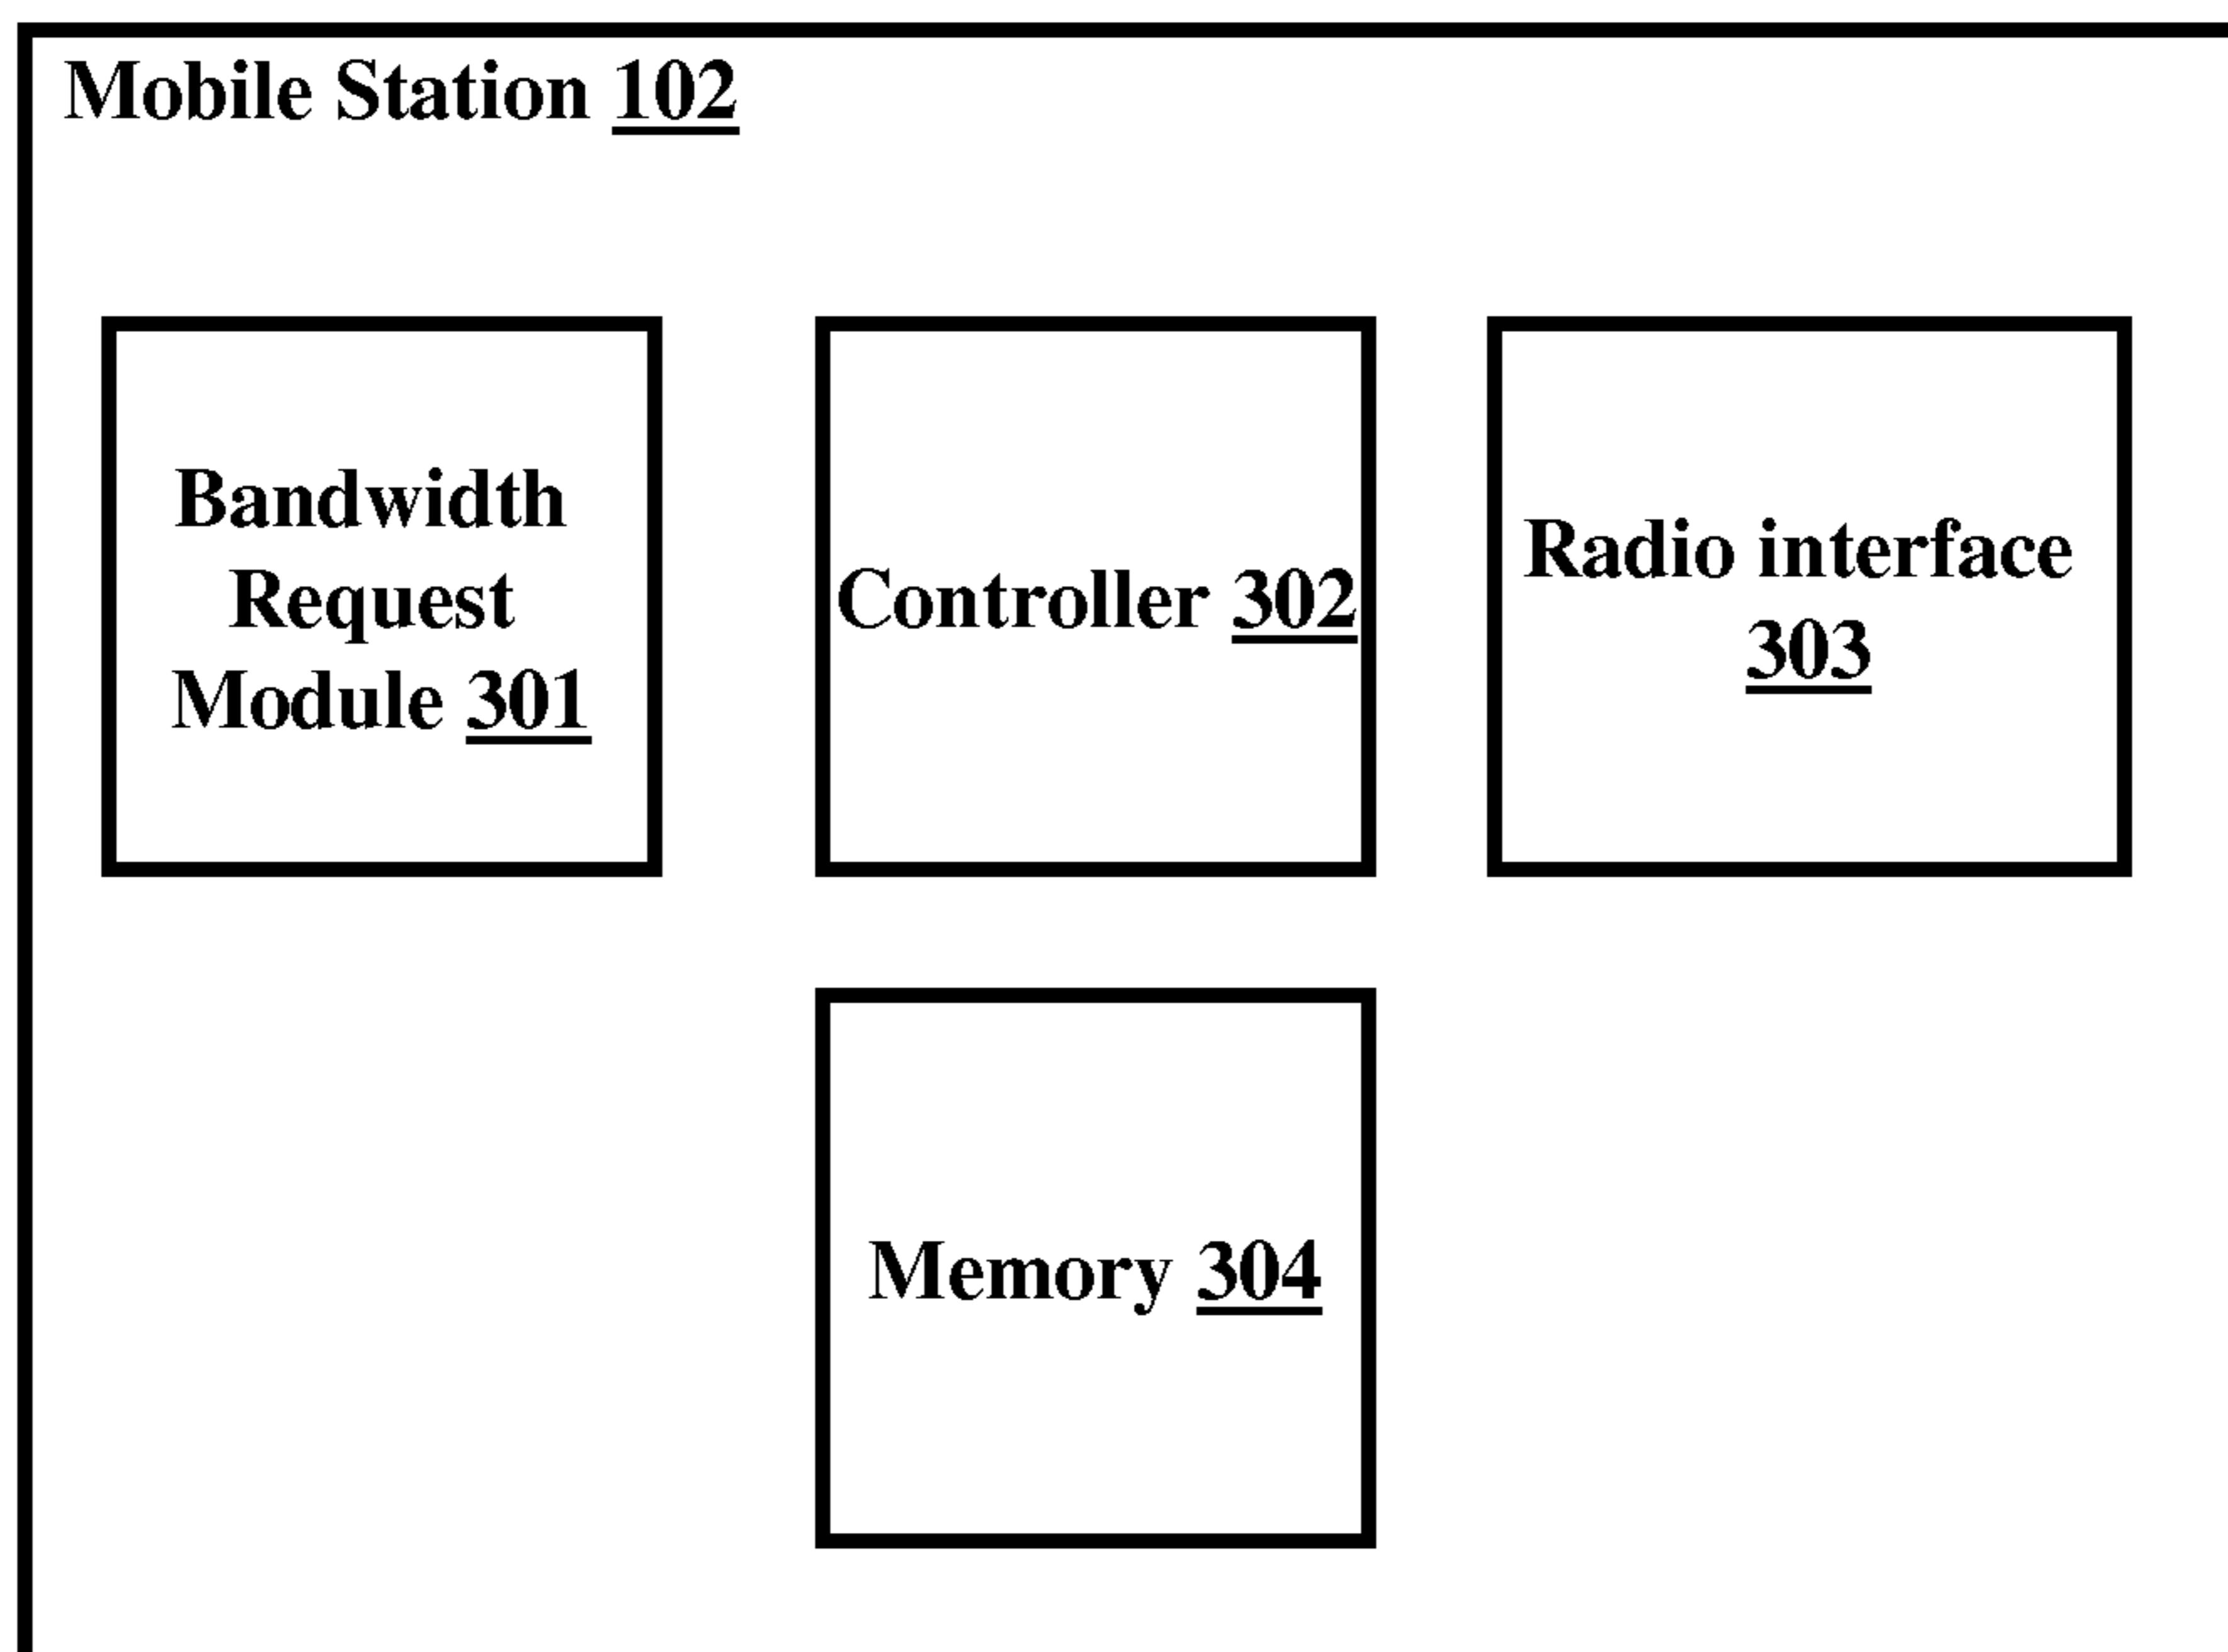 Mobile Station 102
Bandwidth
Request
Module 301
Controller 302
Radio interface
303
Memory 304